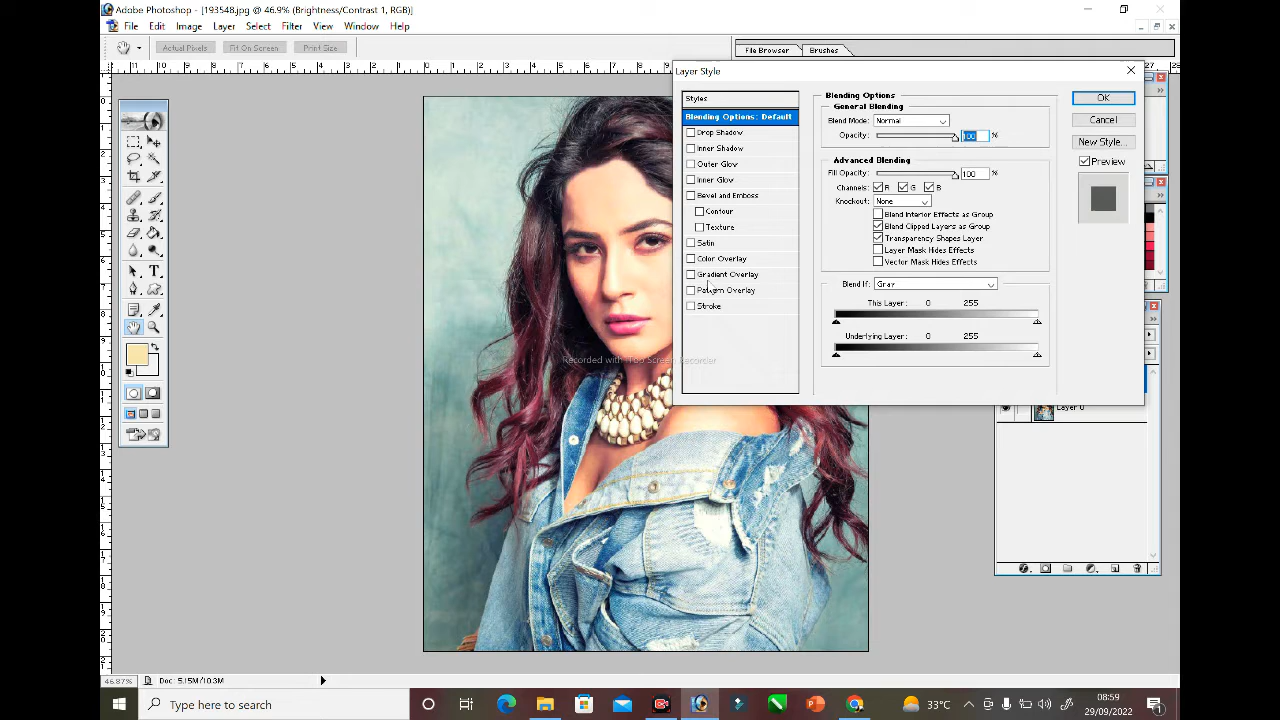 Adobe Photoshop - [193548.jpg @ 46.9% (Brightness/Contrast 1, RGB)]
File Edit Image Layer Select Filter View Window Help
Actual Pixels Fit On Screen Print Size
File Browser Brushes
Layer Style
Styles
Blending Options: Default
Drop Shadow
Inner Shadow
Outer Glow
Inner Glow
Bevel and Emboss
Contour
Texture
Satin
Color Overlay
Gradient Overlay
Pattern Overlay
Stroke
Blending Options
General Blending
Blend Mode: Normal
Opacity: 100 %
Advanced Blending
Fill Opacity: 100 %
Channels: R G B
Knockout: None
Blend Interior Effects as Group
Blend Clipped Layers as Group
Transparency Shapes Layer
Layer Mask Hides Effects
Vector Mask Hides Effects
Blend If: Gray
This Layer: 0 255
Underlying Layer: 0 255
OK
Cancel
New Style...
Preview
Layer 0
Recorded with iTop Screen Recorder
46.87% Doc: 5.15M/10.3M
Type here to search
33°C
08:59
29/09/2022